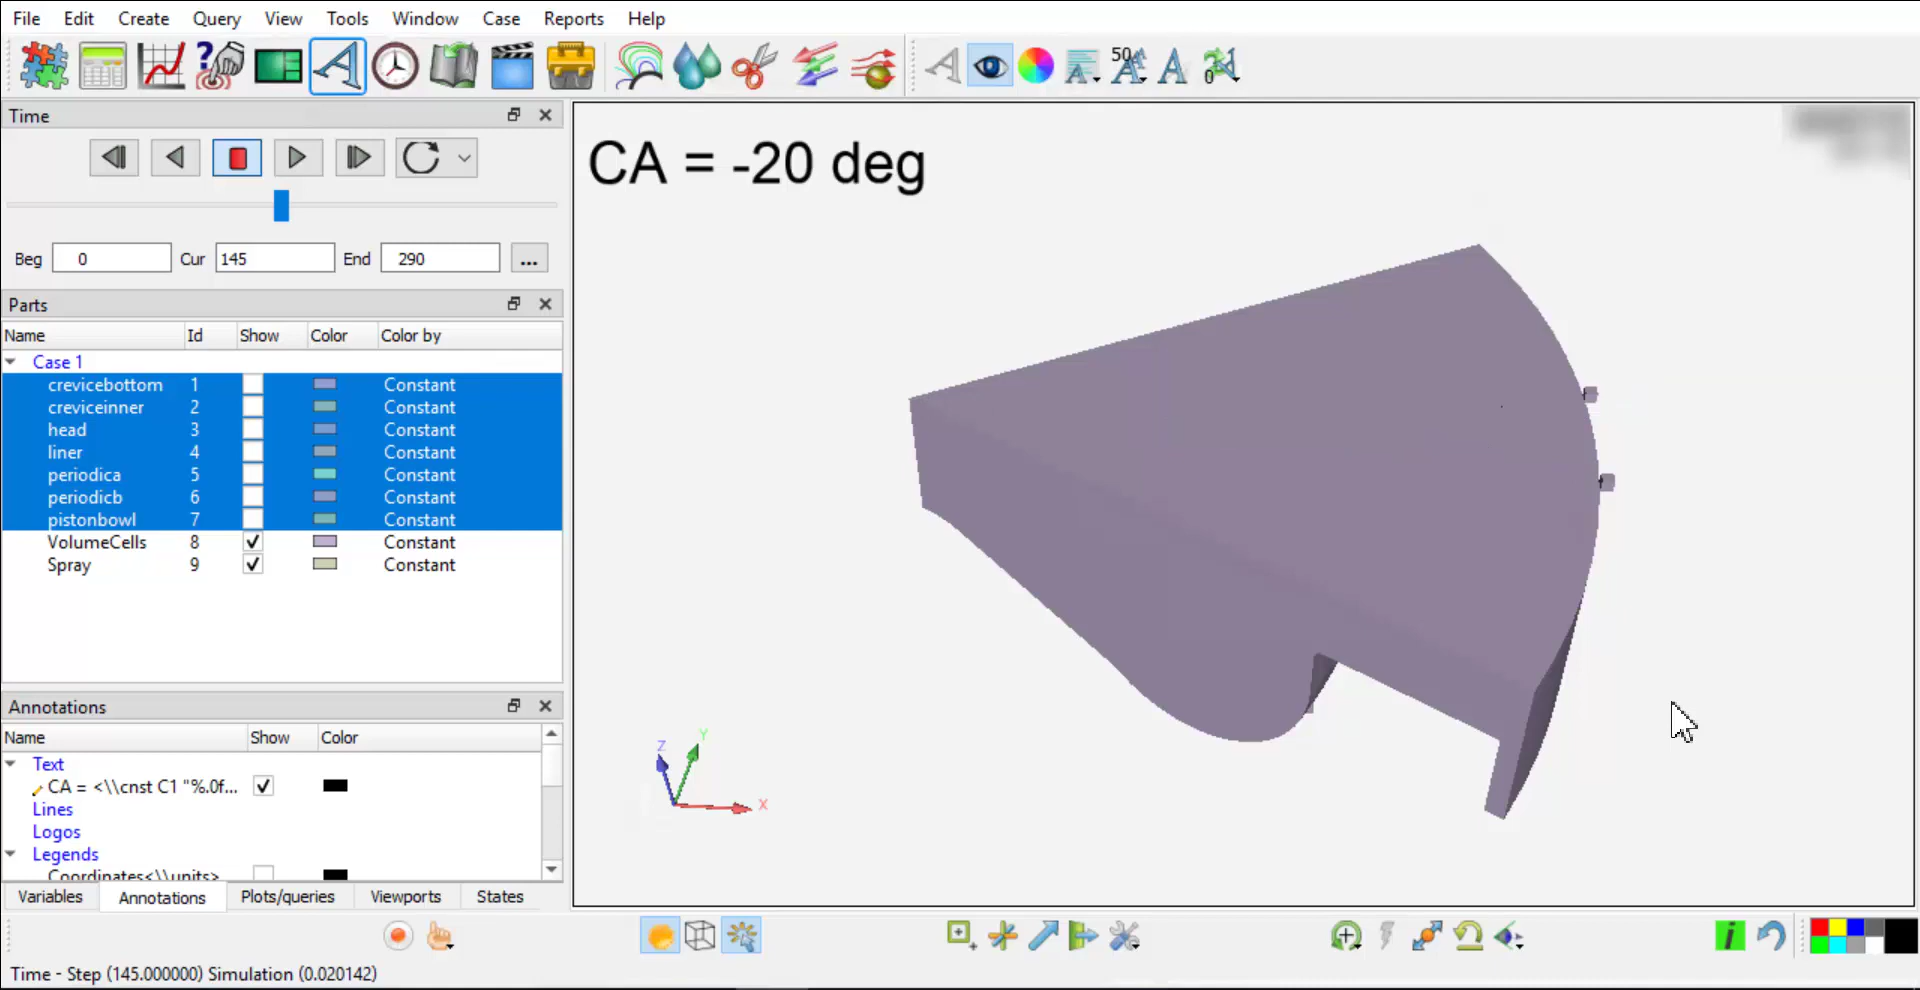 File Edit Create Query View Tools Window Case Reports Help
50
0
Time
CA = -20 deg
Beg 0 Cur 145 End 290 ...
Parts
Name Id Show Color Color by
Case 1
crevicebottom 1 Constant
creviceinner 2 Constant
head 3 Constant
liner 4 Constant
periodica 5 Constant
periodicb 6 Constant
pistonbowl 7 Constant
VolumeCells 8 Constant
Spray 9 Constant
Annotations
Name Show Color
Text
CA = <\\cnst C1 "%.0f...
Lines
Logos
Legends
Coordinates<\\units>
Z Y X
Variables Annotations Plots/queries Viewports States
Time - Step (145.000000) Simulation (0.020142)